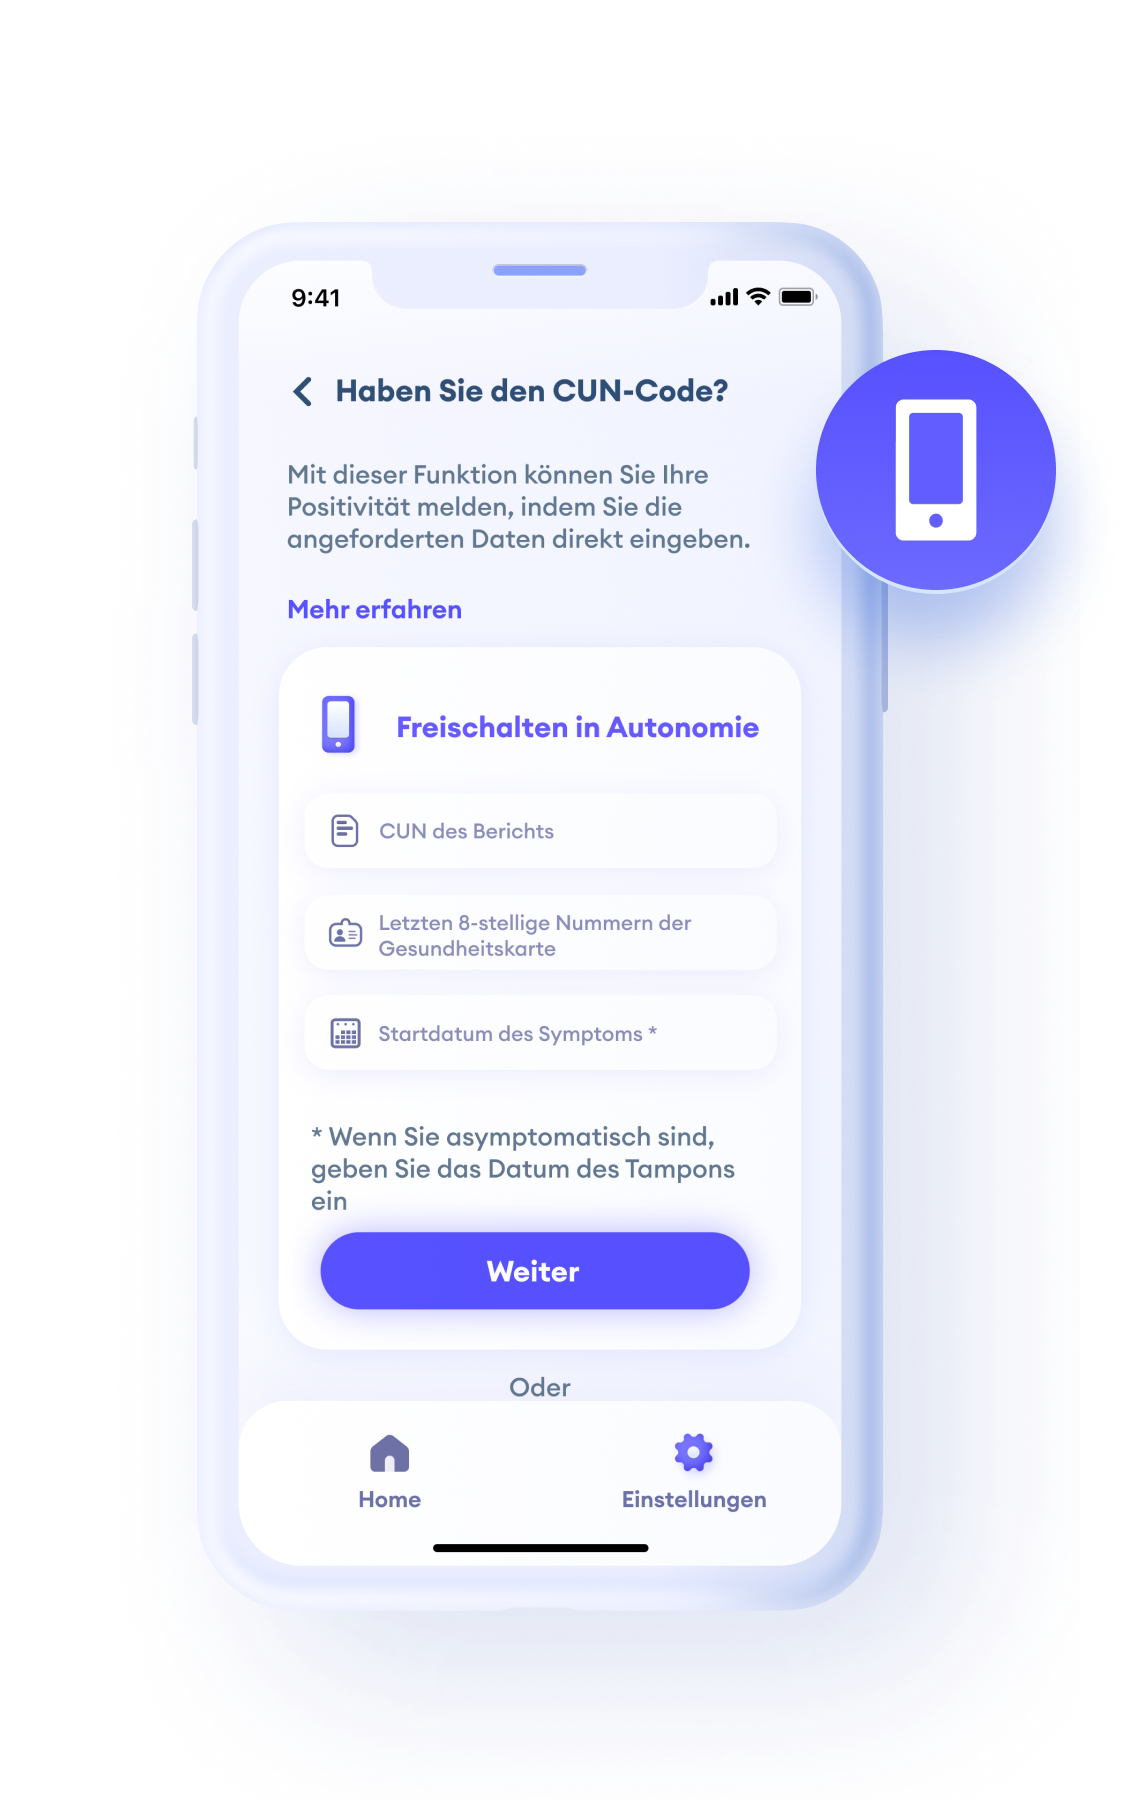 9:41
Haben Sie den CUN-Code?
Mit dieser Funktion können Sie Ihre
Positivität melden, indem Sie die
angeforderten Daten direkt eingeben.
Mehr erfahren
Freischalten in Autonomie
CUN des Berichts
Letzten 8-stellige Nummern der
Gesundheitskarte
Startdatum des Symptoms *
* Wenn Sie asymptomatisch sind,
geben Sie das Datum des Tampons
ein
Weiter
Oder
Home
Einstellungen